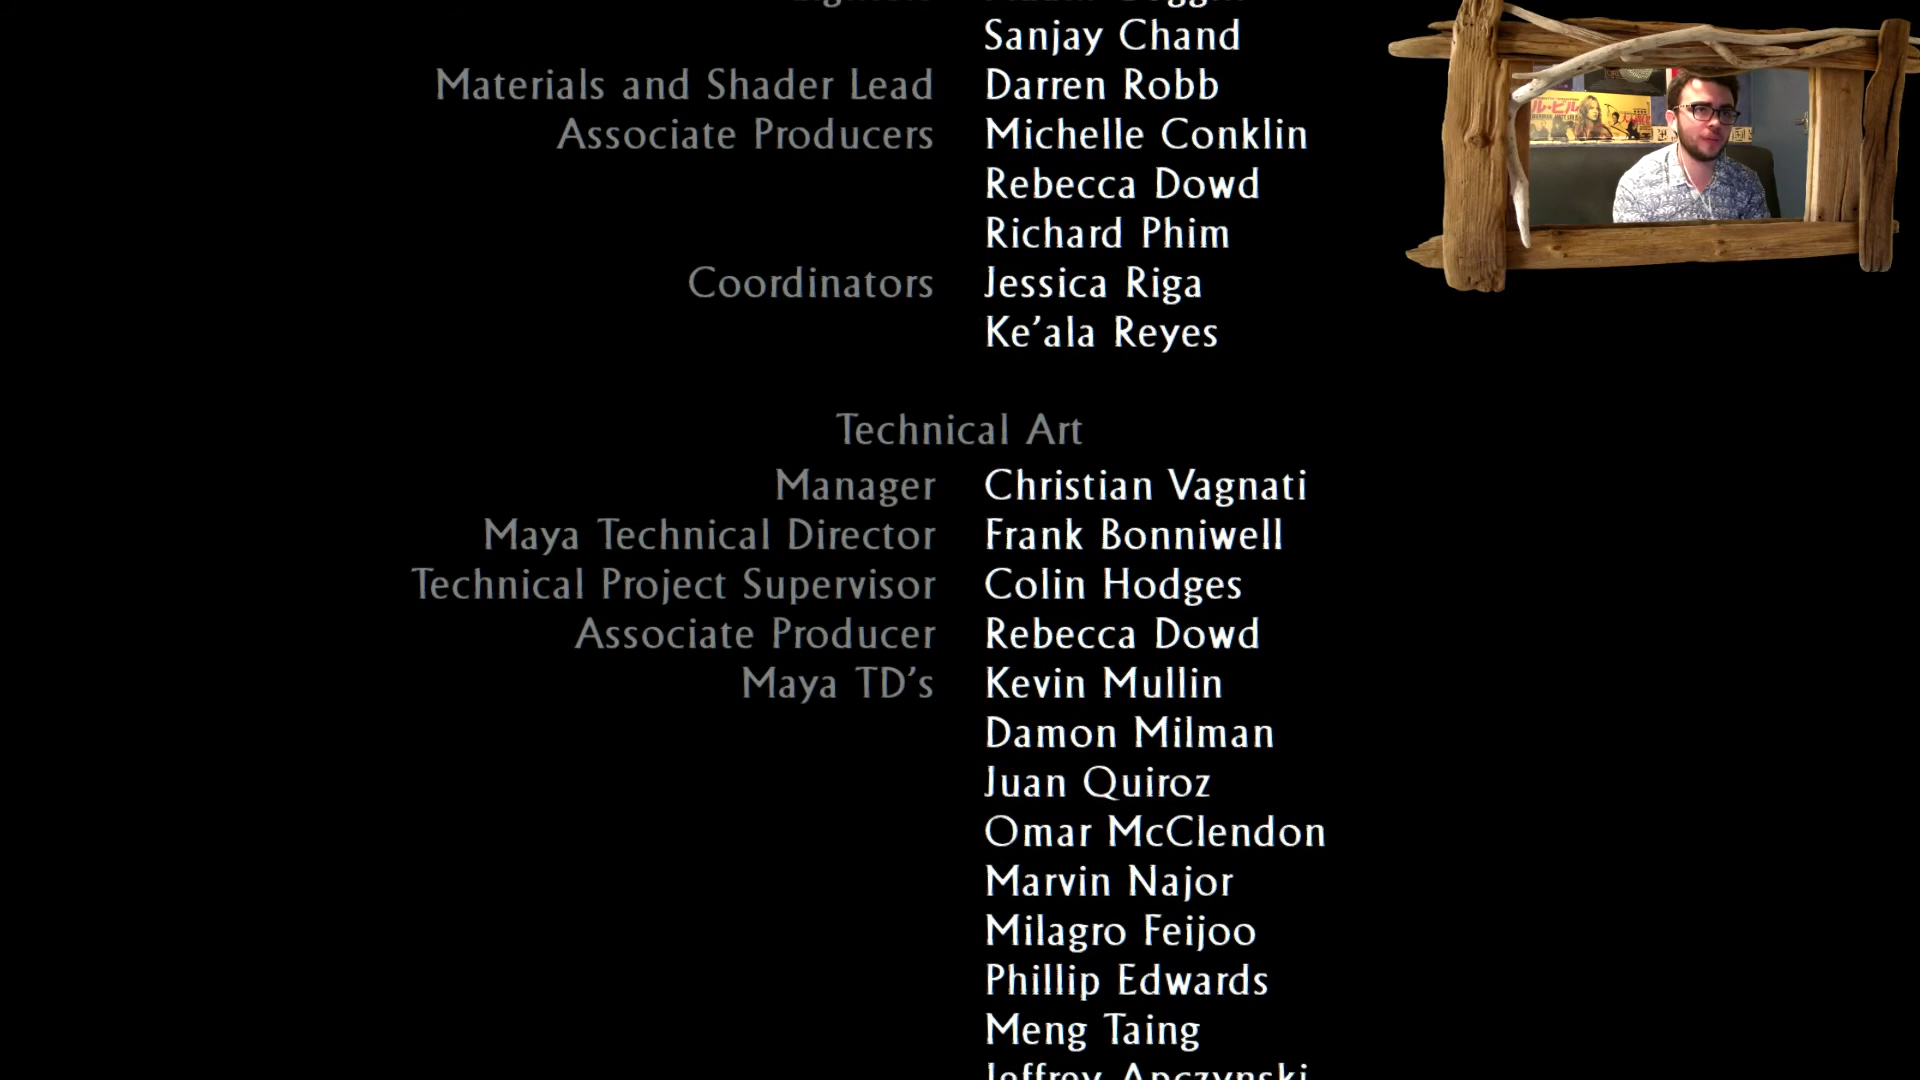 Sanjay Chand
Materials and Shader Lead Darren Robb
Associate Producers Michelle Conklin
Rebecca Dowd
Richard Phim
Coordinators Jessica Riga
Ke’ala Reyes
Technical Art
Manager Christian Vagnati
Maya Technical Director Frank Bonniwell
Technical Project Supervisor Colin Hodges
Associate Producer Rebecca Dowd
Maya TD’s Kevin Mullin
Damon Milman
Juan Quiroz
Omar McClendon
Marvin Najor
Milagro Feijoo
Phillip Edwards
Meng Taing
Jeffrey Apczynski